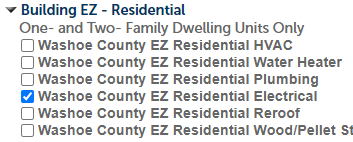 Building EZ - Residential
One- and Two- Family Dwelling Units Only
Washoe County EZ Residential HVAC
Washoe County EZ Residential Water Heater
Washoe County EZ Residential Plumbing
Washoe County EZ Residential Electrical
Washoe County EZ Residential Reroof
Washoe County EZ Residential Wood/Pellet St